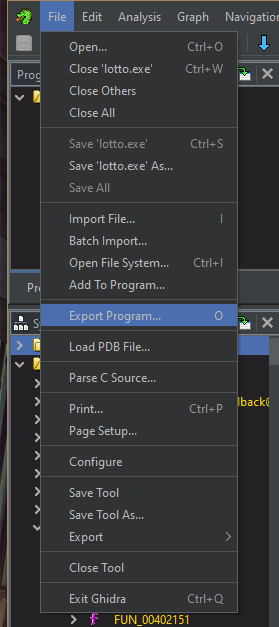 File Edit Analysis Graph Navigation
Open... Ctrl+O
Close 'lotto.exe' Ctrl+W
Close Others
Close All
Save 'lotto.exe' Ctrl+S
Save 'lotto.exe' As...
Save All
Import File... I
Batch Import...
Open File System... Ctrl+I
Add To Program...
Export Program... O
Load PDB File...
Parse C Source...
Print... Ctrl+P
Page Setup...
Configure
Save Tool
Save Tool As...
Export
Close Tool
Exit Ghidra Ctrl+Q
Prog
Pro
S
lback@
FUN_00402151